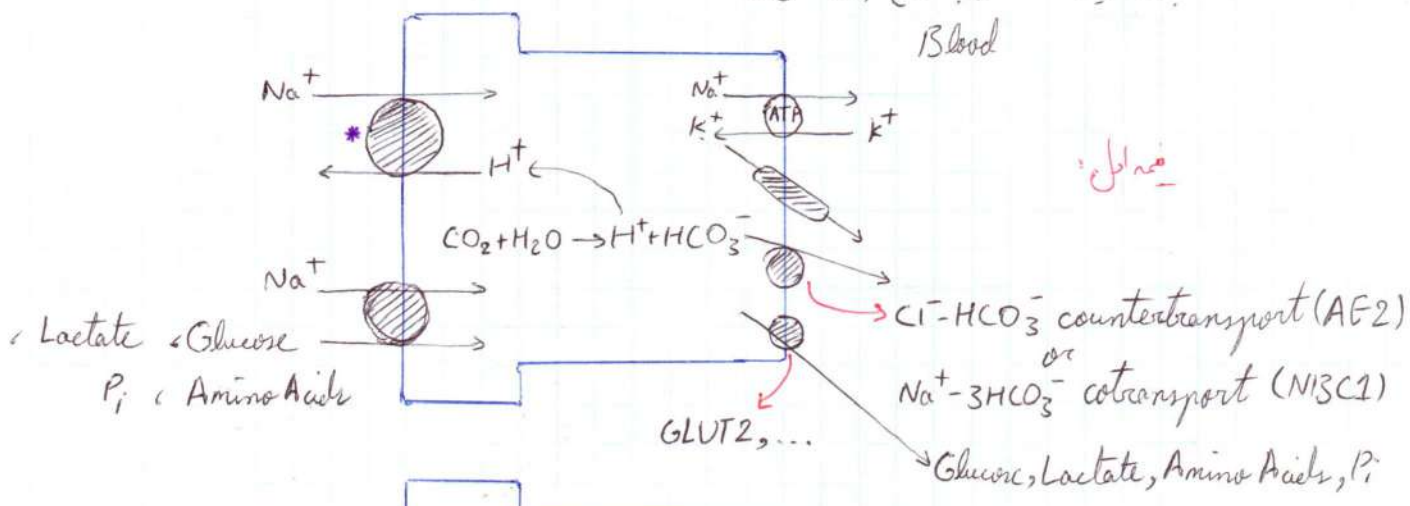 Blood
Na⁺
Na⁺
ATP
K⁺
K⁺
*
H⁺
CO₂+H₂O → H⁺+HCO₃⁻
Na⁺
Cl⁻-HCO₃⁻ countertransport (AE2)
or
Na⁺-3HCO₃⁻ cotransport (NBC1)
، Lactate ، Glucose
Pᵢ ، Amino Acids
GLUT2, ...
Glucose, Lactate, Amino Acids, Pᵢ